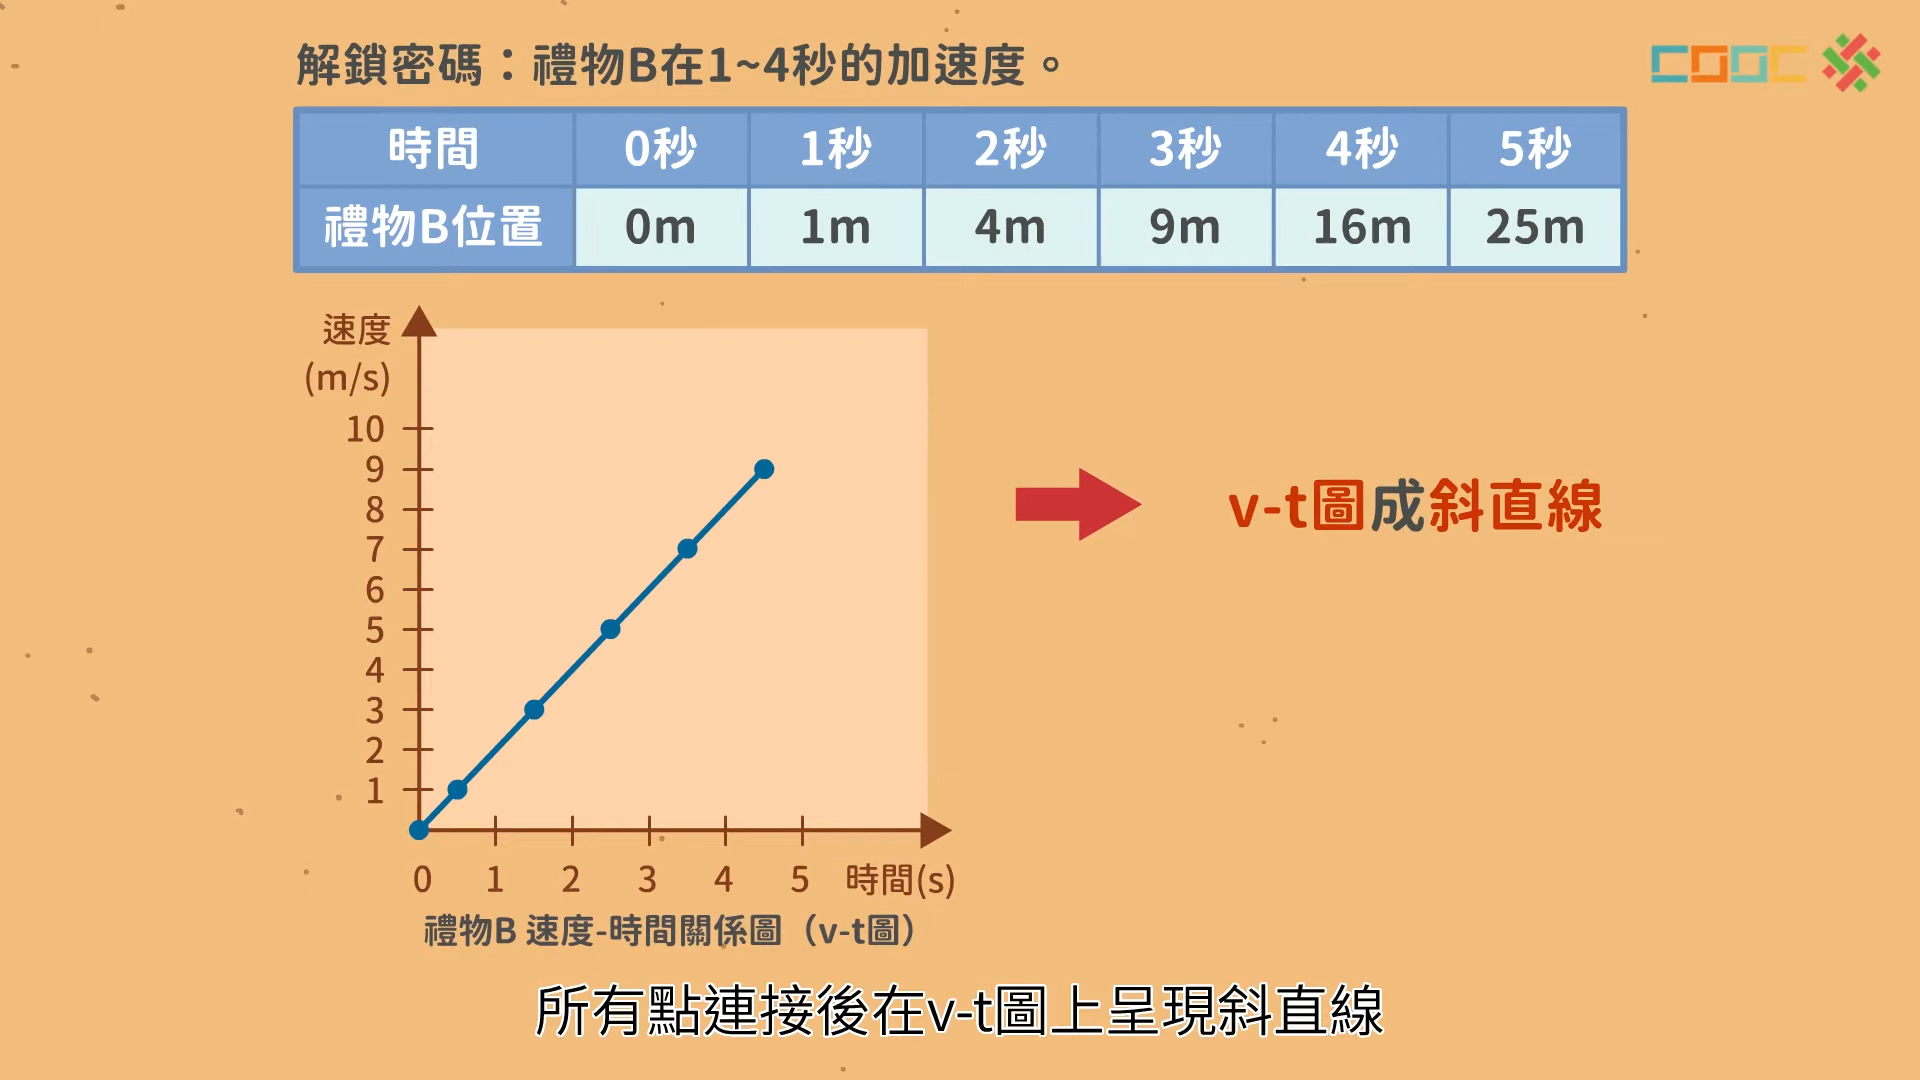 解鎖密碼：禮物B在1~4秒的加速度。
COOC
時間 0秒 1秒 2秒 3秒 4秒 5秒
禮物B位置 0m 1m 4m 9m 16m 25m
速度
(m/s)
10
9
8
7
6
5
4
3
2
1
v-t圖成斜直線
0 1 2 3 4 5 時間(s)
禮物B 速度-時間關係圖（v-t圖）
所有點連接後在v-t圖上呈現斜直線